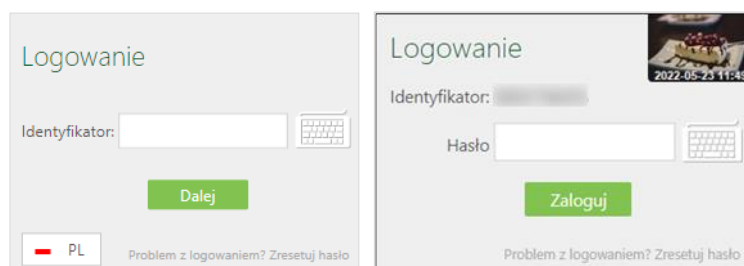 Logowanie
Identyfikator:
Dalej
PL
Problem z logowaniem? Zresetuj hasło
Logowanie
2022-05-23 11:49
Identyfikator:
Hasło
Zaloguj
Problem z logowaniem? Zresetuj hasło